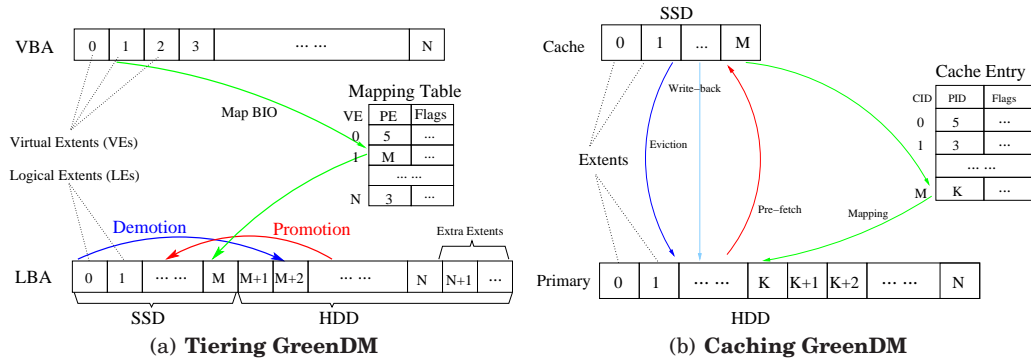 VBA 0 1 2 3 ... ... N
Mapping Table
Map BIO
VE PE Flags
0 5 ...
1 M ...
... ...
N 3 ...
Virtual Extents (VEs)
Logical Extents (LEs)
Demotion
Promotion
Extra Extents
LBA 0 1 ... ... M M+1 M+2 ... ... N N+1 ...
SSD
HDD
(a) Tiering GreenDM
SSD
Cache 0 1 ... M
Write-back
Cache Entry
CID PID Flags
0 5 ...
1 3 ...
... ...
M K ...
Eviction
Extents
Pre-fetch
Mapping
Primary 0 1 ... ... K K+1 K+2 ... ... N
HDD
(b) Caching GreenDM